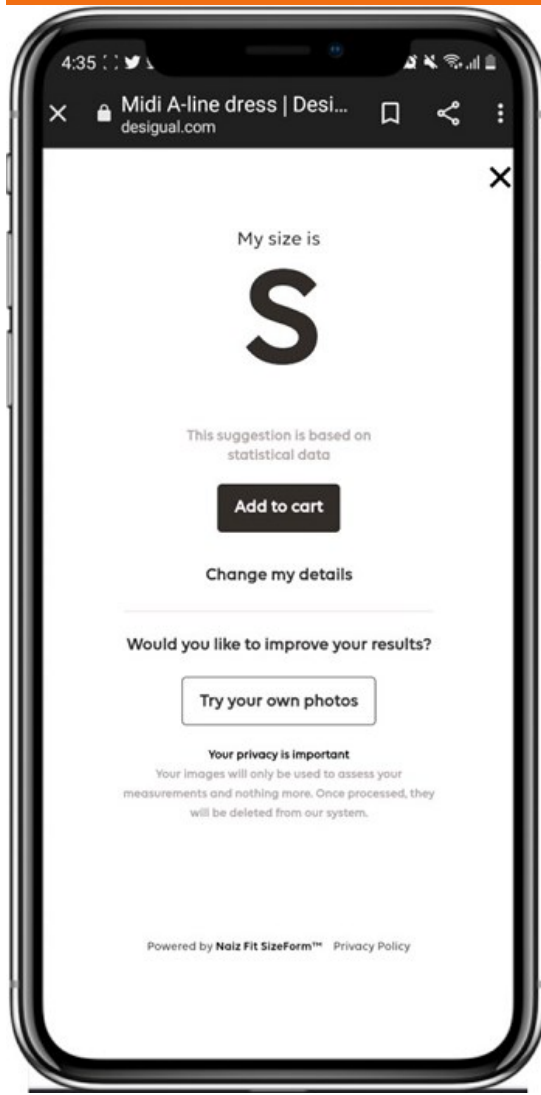 4:35
Midi A-line dress | Desi...
desigual.com
My size is
S
This suggestion is based on
statistical data
Add to cart
Change my details
Would you like to improve your results?
Try your own photos
Your privacy is important
Your images will only be used to assess your
measurements and nothing more. Once processed, they
will be deleted from our system.
Powered by Naiz Fit SizeForm™ Privacy Policy